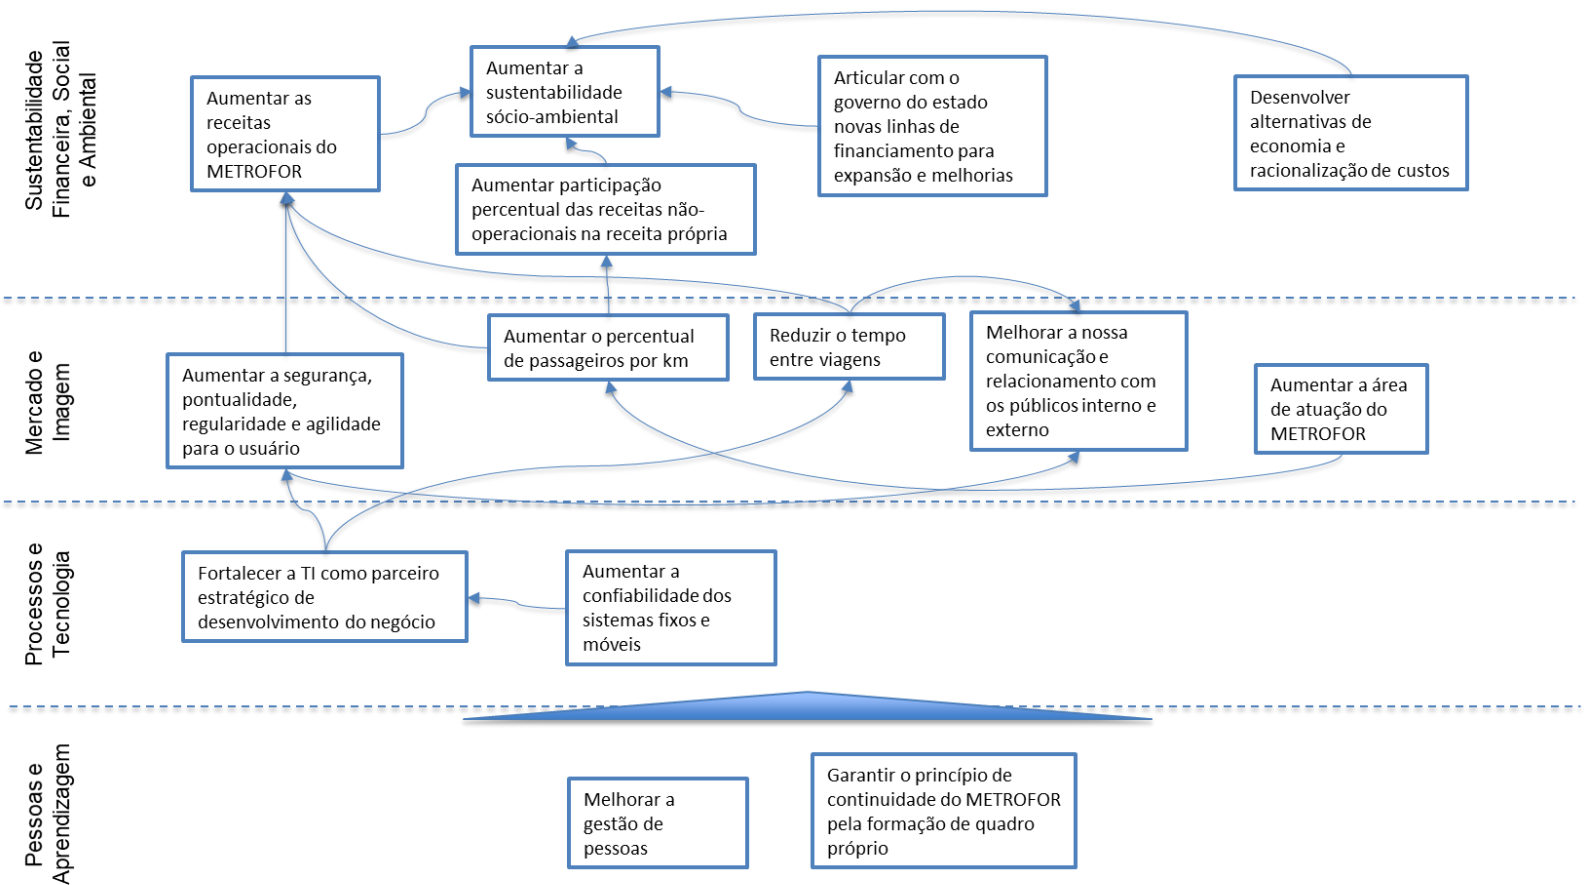 Sustentabilidade
Financeira, Social
e Ambiental
Aumentar as
receitas
operacionais do
METROFOR
Aumentar a
sustentabilidade
sócio-ambiental
Aumentar participação
percentual das receitas não-
operacionais na receita própria
Articular com o
governo do estado
novas linhas de
financiamento para
expansão e melhorias
Desenvolver
alternativas de
economia e
racionalização de custos
Mercado e
Imagem
Aumentar a segurança,
pontualidade,
regularidade e agilidade
para o usuário
Aumentar o percentual
de passageiros por km
Reduzir o tempo
entre viagens
Melhorar a nossa
comunicação e
relacionamento com
os públicos interno e
externo
Aumentar a área
de atuação do
METROFOR
Processos e
Tecnologia
Fortalecer a TI como parceiro
estratégico de
desenvolvimento do negócio
Aumentar a
confiabilidade dos
sistemas fixos e
móveis
Pessoas e
Aprendizagem
Melhorar a
gestão de
pessoas
Garantir o princípio de
continuidade do METROFOR
pela formação de quadro
próprio